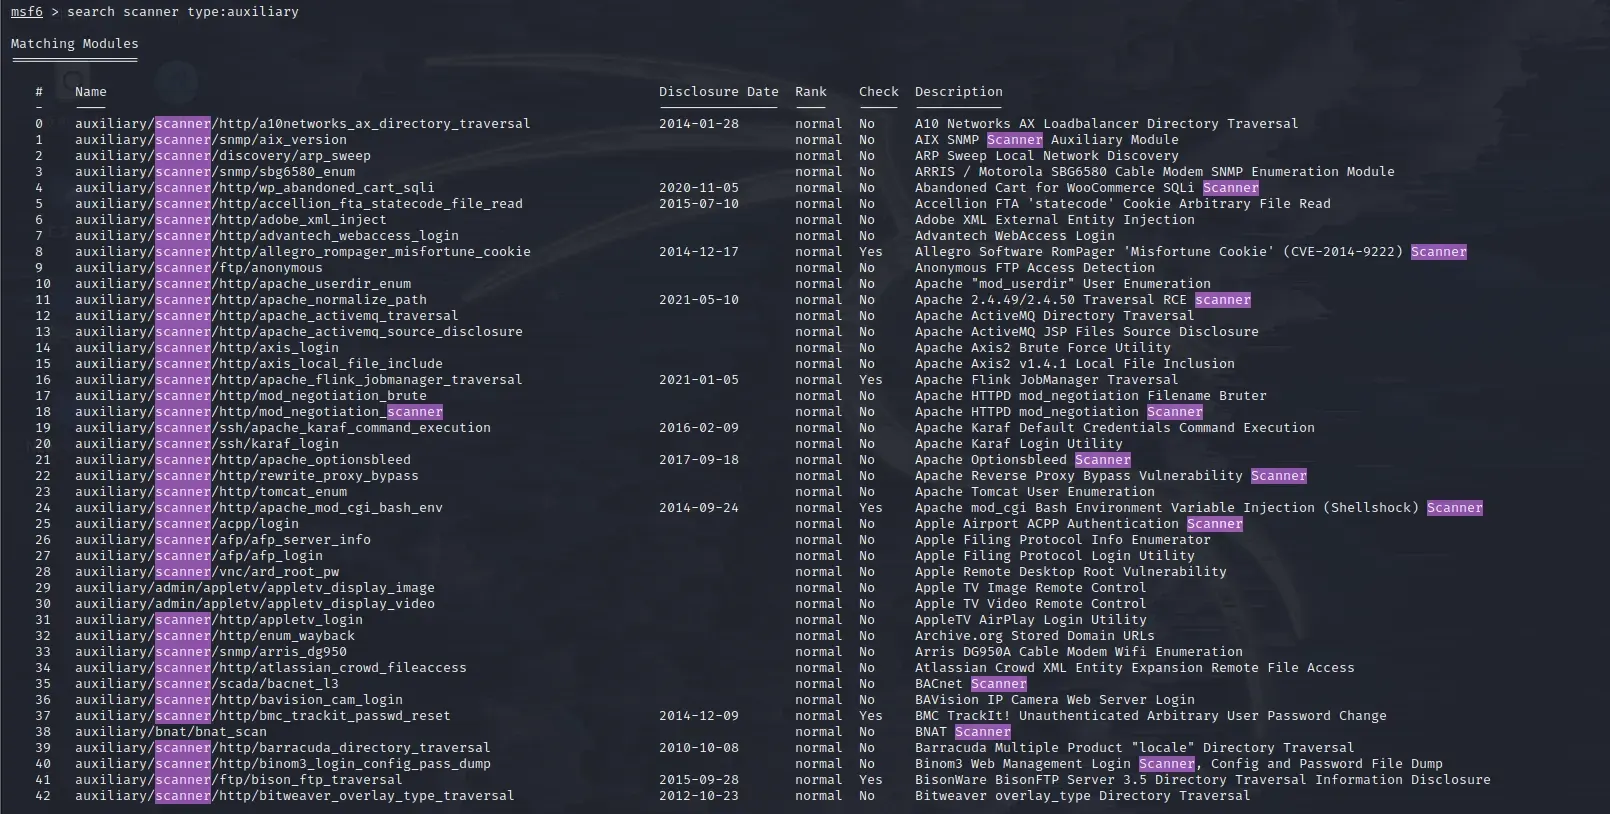 msf6 > search scanner type:auxiliary
Matching Modules
================
# Name Disclosure Date Rank Check Description
- ---- --------------- ---- ----- -----------
0 auxiliary/scanner/http/a10networks_ax_directory_traversal 2014-01-28 normal No A10 Networks AX Loadbalancer Directory Traversal
1 auxiliary/scanner/snmp/aix_version normal No AIX SNMP Scanner Auxiliary Module
2 auxiliary/scanner/discovery/arp_sweep normal No ARP Sweep Local Network Discovery
3 auxiliary/scanner/snmp/sbg6580_enum normal No ARRIS / Motorola SBG6580 Cable Modem SNMP Enumeration Module
4 auxiliary/scanner/http/wp_abandoned_cart_sqli 2020-11-05 normal No Abandoned Cart for WooCommerce SQLi Scanner
5 auxiliary/scanner/http/accellion_fta_statecode_file_read 2015-07-10 normal No Accellion FTA 'statecode' Cookie Arbitrary File Read
6 auxiliary/scanner/http/adobe_xml_inject normal No Adobe XML External Entity Injection
7 auxiliary/scanner/http/advantech_webaccess_login normal No Advantech WebAccess Login
8 auxiliary/scanner/http/allegro_rompager_misfortune_cookie 2014-12-17 normal Yes Allegro Software RomPager 'Misfortune Cookie' (CVE-2014-9222) Scanner
9 auxiliary/scanner/ftp/anonymous normal No Anonymous FTP Access Detection
10 auxiliary/scanner/http/apache_userdir_enum normal No Apache "mod_userdir" User Enumeration
11 auxiliary/scanner/http/apache_normalize_path 2021-05-10 normal No Apache 2.4.49/2.4.50 Traversal RCE scanner
12 auxiliary/scanner/http/apache_activemq_traversal normal No Apache ActiveMQ Directory Traversal
13 auxiliary/scanner/http/apache_activemq_source_disclosure normal No Apache ActiveMQ JSP Files Source Disclosure
14 auxiliary/scanner/http/axis_login normal No Apache Axis2 Brute Force Utility
15 auxiliary/scanner/http/axis_local_file_include normal No Apache Axis2 v1.4.1 Local File Inclusion
16 auxiliary/scanner/http/apache_flink_jobmanager_traversal 2021-01-05 normal Yes Apache Flink JobManager Traversal
17 auxiliary/scanner/http/mod_negotiation_brute normal No Apache HTTPD mod_negotiation Filename Bruter
18 auxiliary/scanner/http/mod_negotiation_scanner normal No Apache HTTPD mod_negotiation Scanner
19 auxiliary/scanner/ssh/apache_karaf_command_execution 2016-02-09 normal No Apache Karaf Default Credentials Command Execution
20 auxiliary/scanner/ssh/karaf_login normal No Apache Karaf Login Utility
21 auxiliary/scanner/http/apache_optionsbleed 2017-09-18 normal No Apache Optionsbleed Scanner
22 auxiliary/scanner/http/rewrite_proxy_bypass normal No Apache Reverse Proxy Bypass Vulnerability Scanner
23 auxiliary/scanner/http/tomcat_enum normal No Apache Tomcat User Enumeration
24 auxiliary/scanner/http/apache_mod_cgi_bash_env 2014-09-24 normal Yes Apache mod_cgi Bash Environment Variable Injection (Shellshock) Scanner
25 auxiliary/scanner/acpp/login normal No Apple Airport ACPP Authentication Scanner
26 auxiliary/scanner/afp/afp_server_info normal No Apple Filing Protocol Info Enumerator
27 auxiliary/scanner/afp/afp_login normal No Apple Filing Protocol Login Utility
28 auxiliary/scanner/vnc/ard_root_pw normal No Apple Remote Desktop Root Vulnerability
29 auxiliary/admin/appletv/appletv_display_image normal No Apple TV Image Remote Control
30 auxiliary/admin/appletv/appletv_display_video normal No Apple TV Video Remote Control
31 auxiliary/scanner/http/appletv_login normal No AppleTV AirPlay Login Utility
32 auxiliary/scanner/http/enum_wayback normal No Archive.org Stored Domain URLs
33 auxiliary/scanner/snmp/arris_dg950 normal No Arris DG950A Cable Modem Wifi Enumeration
34 auxiliary/scanner/http/atlassian_crowd_fileaccess normal No Atlassian Crowd XML Entity Expansion Remote File Access
35 auxiliary/scanner/scada/bacnet_l3 normal No BACnet Scanner
36 auxiliary/scanner/http/bavision_cam_login normal No BAVision IP Camera Web Server Login
37 auxiliary/scanner/http/bmc_trackit_passwd_reset 2014-12-09 normal Yes BMC TrackIt! Unauthenticated Arbitrary User Password Change
38 auxiliary/bnat/bnat_scan normal No BNAT Scanner
39 auxiliary/scanner/http/barracuda_directory_traversal 2010-10-08 normal No Barracuda Multiple Product "locale" Directory Traversal
40 auxiliary/scanner/http/binom3_login_config_pass_dump normal No Binom3 Web Management Login Scanner, Config and Password File Dump
41 auxiliary/scanner/ftp/bison_ftp_traversal 2015-09-28 normal Yes BisonWare BisonFTP Server 3.5 Directory Traversal Information Disclosure
42 auxiliary/scanner/http/bitweaver_overlay_type_traversal 2012-10-23 normal No Bitweaver overlay_type Directory Traversal